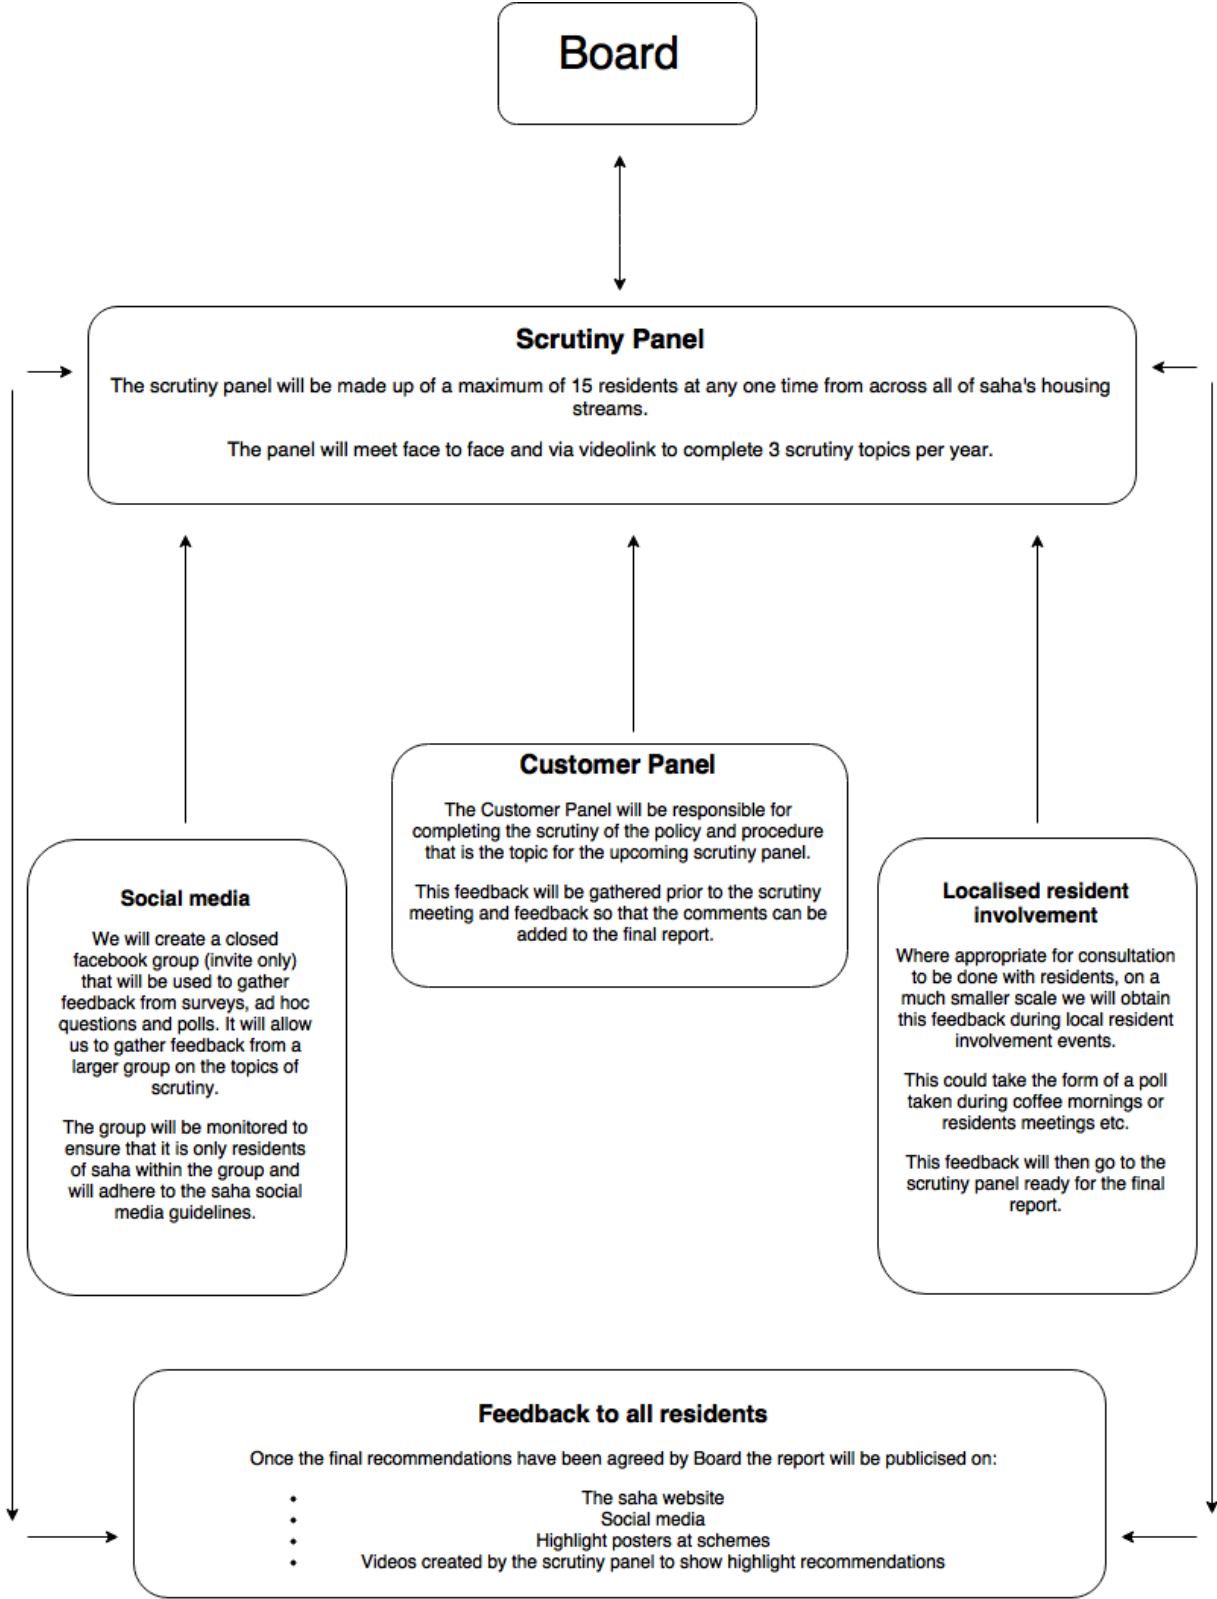 Board
Scrutiny Panel
The scrutiny panel will be made up of a maximum of 15 residents at any one time from across all of saha's housing
streams.
The panel will meet face to face and via videolink to complete 3 scrutiny topics per year.
Customer Panel
The Customer Panel will be responsible for
completing the scrutiny of the policy and procedure
that is the topic for the upcoming scrutiny panel.
This feedback will be gathered prior to the scrutiny
meeting and feedback so that the comments can be
added to the final report.
Social media
We will create a closed
facebook group (invite only)
that will be used to gather
feedback from surveys, ad hoc
questions and polls. It will allow
us to gather feedback from a
larger group on the topics of
scrutiny.
The group will be monitored to
ensure that it is only residents
of saha within the group and
will adhere to the saha social
media guidelines.
Localised resident
involvement
Where appropriate for consultation
to be done with residents, on a
much smaller scale we will obtain
this feedback during local resident
involvement events.
This could take the form of a poll
taken during coffee mornings or
residents meetings etc.
This feedback will then go to the
scrutiny panel ready for the final
report.
Feedback to all residents
Once the final recommendations have been agreed by Board the report will be publicised on:
• The saha website
• Social media
• Highlight posters at schemes
• Videos created by the scrutiny panel to show highlight recommendations